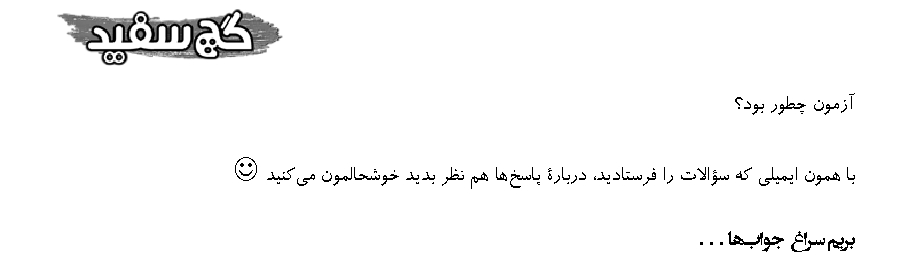 گچ سفید
آزمون چطور بود؟
با همون ایمیلی که سؤالات را فرستادید، دربارهٔ پاسخ‌ها هم نظر بدید خوشحالمون می‌کنید ☺
بریم سراغ جواب‌ها . . .